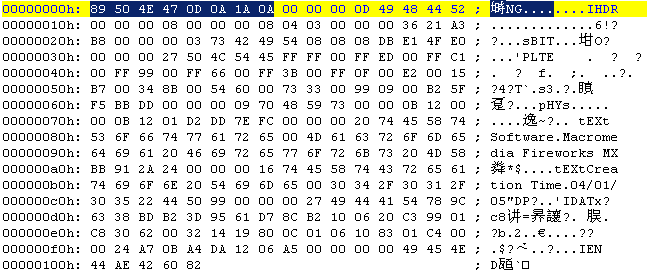 00000000h: 89 50 4E 47 0D 0A 1A 0A 00 00 00 0D 49 48 44 52 ; 塒NG........IHDR
00000010h: 00 00 00 08 00 00 00 08 04 03 00 00 00 36 21 A3 ; .............6!?
00000020h: B8 00 00 00 03 73 42 49 54 08 08 08 DB E1 4F E0 ; ?...sBIT...坩O?
00000030h: 00 00 00 27 50 4C 54 45 FF FF 00 FF ED 00 FF C1 ; ...'PLTE . ? ?
00000040h: 00 FF 99 00 FF 66 00 FF 3B 00 FF 0F 00 E2 00 15 ; . ? f. ;. ..?.
00000050h: B7 00 34 8B 00 54 60 00 73 33 00 99 09 00 B2 5F ; ?4?T`.s3.?.瞋
00000060h: F5 BB DD 00 00 00 09 70 48 59 73 00 00 0B 12 00 ; ?...pHYs.....
00000070h: 00 0B 12 01 D2 DD 7E FC 00 00 00 20 74 45 58 74 ; ....逸~?.. tEXt
00000080h: 53 6F 66 74 77 61 72 65 00 4D 61 63 72 6F 6D 65 ; Software.Macrome
00000090h: 64 69 61 20 46 69 72 65 77 6F 72 6B 73 20 4D 58 ; dia Fireworks MX
000000a0h: BB 91 2A 24 00 00 00 16 74 45 58 74 43 72 65 61 ; *$....tEXtCrea
000000b0h: 74 69 6F 6E 20 54 69 6D 65 00 30 34 2F 30 31 2F ; tion Time.04/01/
000000c0h: 30 35 22 44 50 99 00 00 00 27 49 44 41 54 78 9C ; 05"DP?..'IDATx?
000000d0h: 63 38 BD B2 3D 95 61 D7 8C B2 10 06 20 C3 99 01 ; c8讲=
000000e0h: C8 30 62 00 32 14 19 80 0C 01 06 10 83 01 C4 00 ; ?b.2..€....??
000000f0h: 00 24 A7 0B A4 DA 12 06 A5 00 00 00 00 49 45 4E ; .$? ..?....IEN
00000100h: 44 AE 42 60 82 ; D